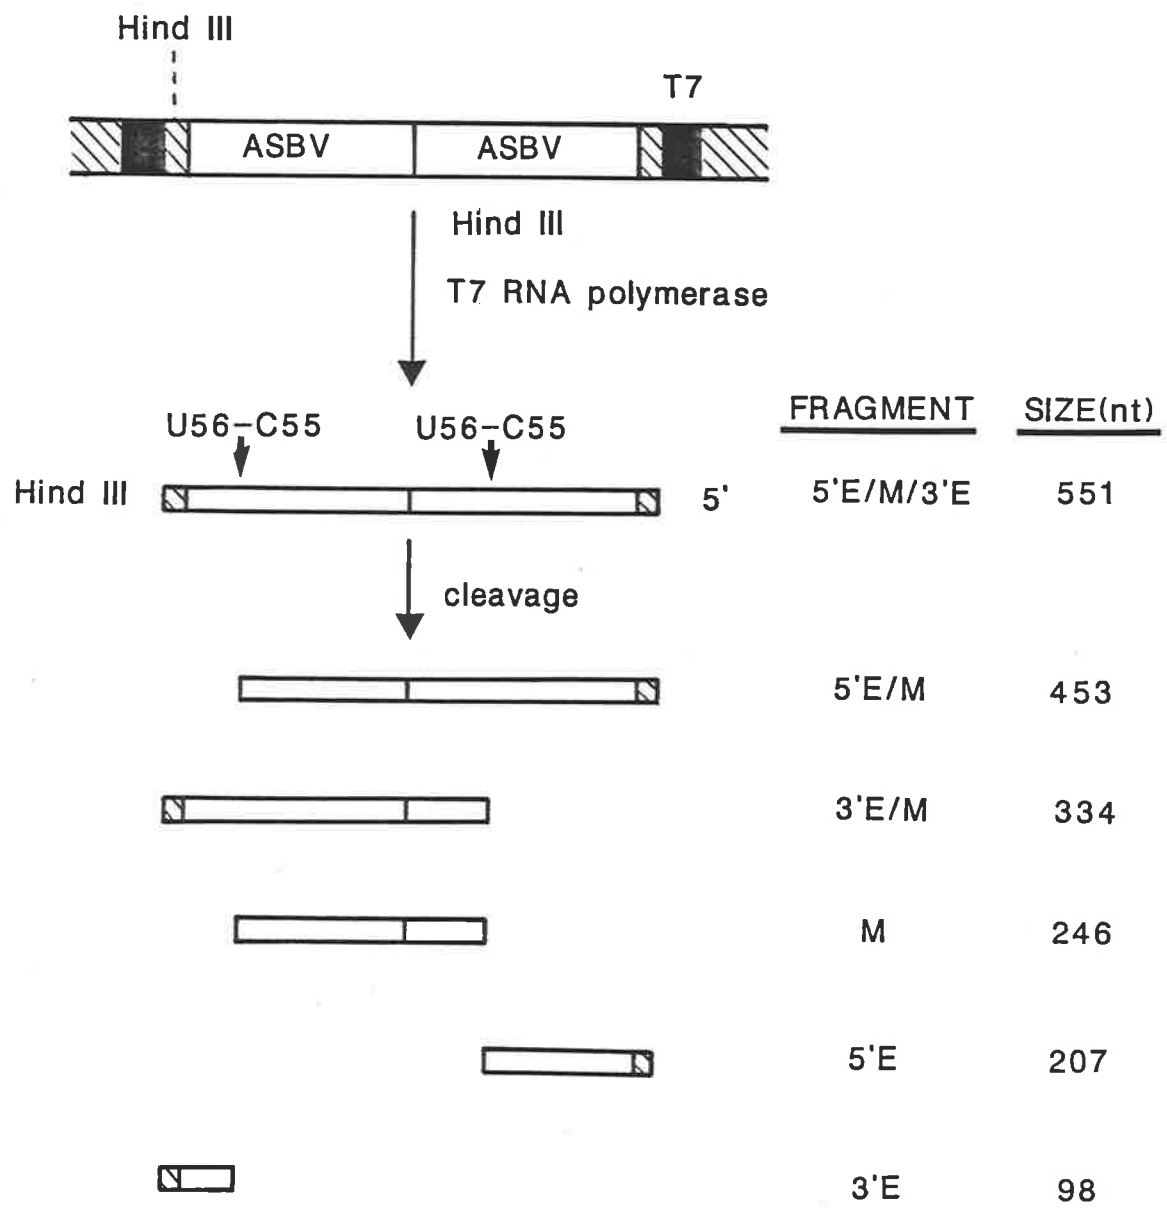 Hind III
T7
ASBV ASBV
Hind III
T7 RNA polymerase
U56-C55 U56-C55
FRAGMENT SIZE(nt)
Hind III 5' 5'E/M/3'E 551
cleavage
5'E/M 453
3'E/M 334
M 246
5'E 207
3'E 98